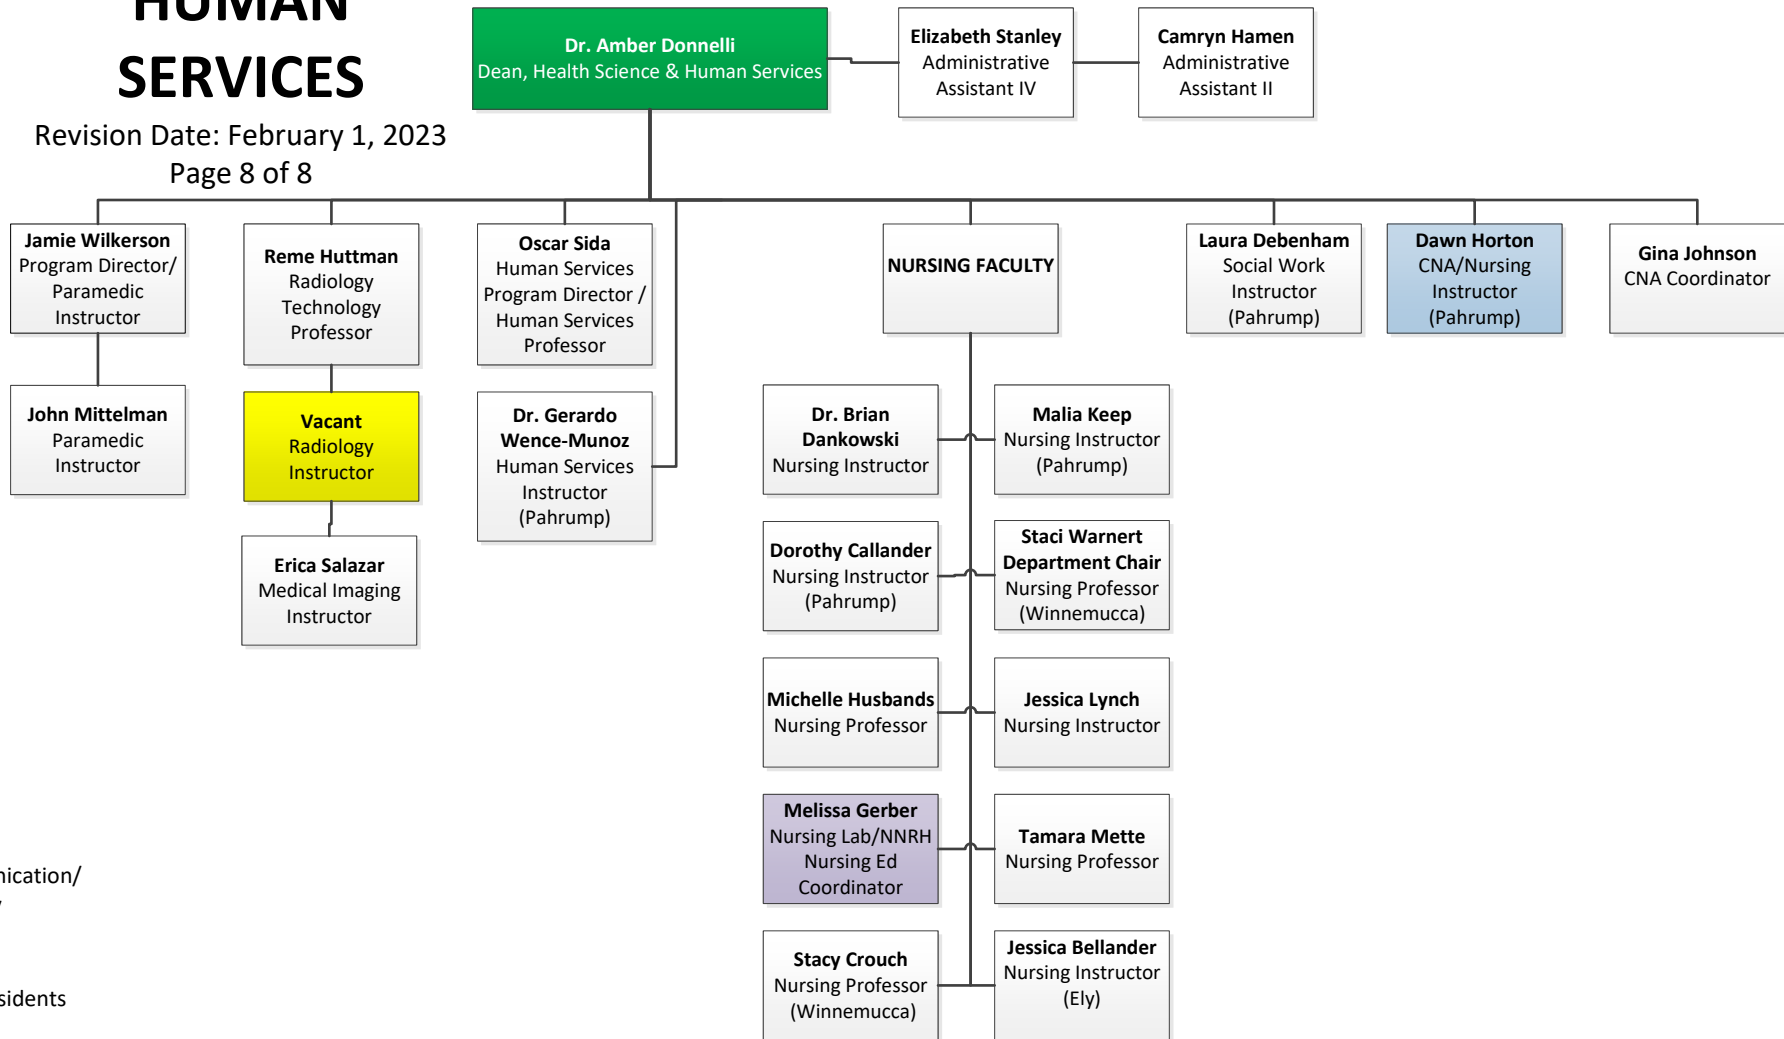 HUMAN
SERVICES
Revision Date: February 1, 2023
Page 8 of 8
Dr. Amber Donnelli
Dean, Health Science & Human Services
Elizabeth Stanley
Administrative
Assistant IV
Camryn Hamen
Administrative
Assistant II
Jamie Wilkerson
Program Director/
Paramedic
Instructor
Reme Huttman
Radiology
Technology
Professor
Oscar Sida
Human Services
Program Director /
Human Services
Professor
NURSING FACULTY
Laura Debenham
Social Work
Instructor
(Pahrump)
Dawn Horton
CNA/Nursing
Instructor
(Pahrump)
Gina Johnson
CNA Coordinator
John Mittelman
Paramedic
Instructor
Vacant
Radiology
Instructor
Dr. Gerardo
Wence-Munoz
Human Services
Instructor
(Pahrump)
Erica Salazar
Medical Imaging
Instructor
Dr. Brian
Dankowski
Nursing Instructor
Malia Keep
Nursing Instructor
(Pahrump)
Dorothy Callander
Nursing Instructor
(Pahrump)
Staci Warnert
Department Chair
Nursing Professor
(Winnemucca)
Michelle Husbands
Nursing Professor
Jessica Lynch
Nursing Instructor
Melissa Gerber
Nursing Lab/NNRH
Nursing Ed
Coordinator
Tamara Mette
Nursing Professor
Stacy Crouch
Nursing Professor
(Winnemucca)
Jessica Bellander
Nursing Instructor
(Ely)
nication/
sidents